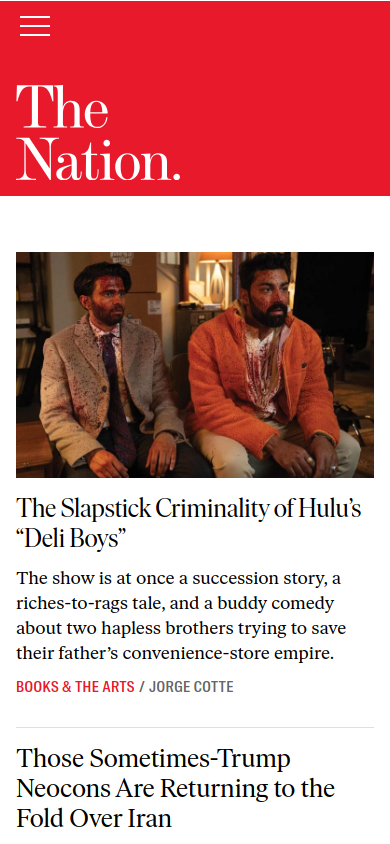 The
Nation.
The Slapstick Criminality of Hulu’s
“Deli Boys”
The show is at once a succession story, a
riches-to-rags tale, and a buddy comedy
about two hapless brothers trying to save
their father’s convenience-store empire.
BOOKS & THE ARTS / JORGE COTTE
Those Sometimes-Trump
Neocons Are Returning to the
Fold Over Iran